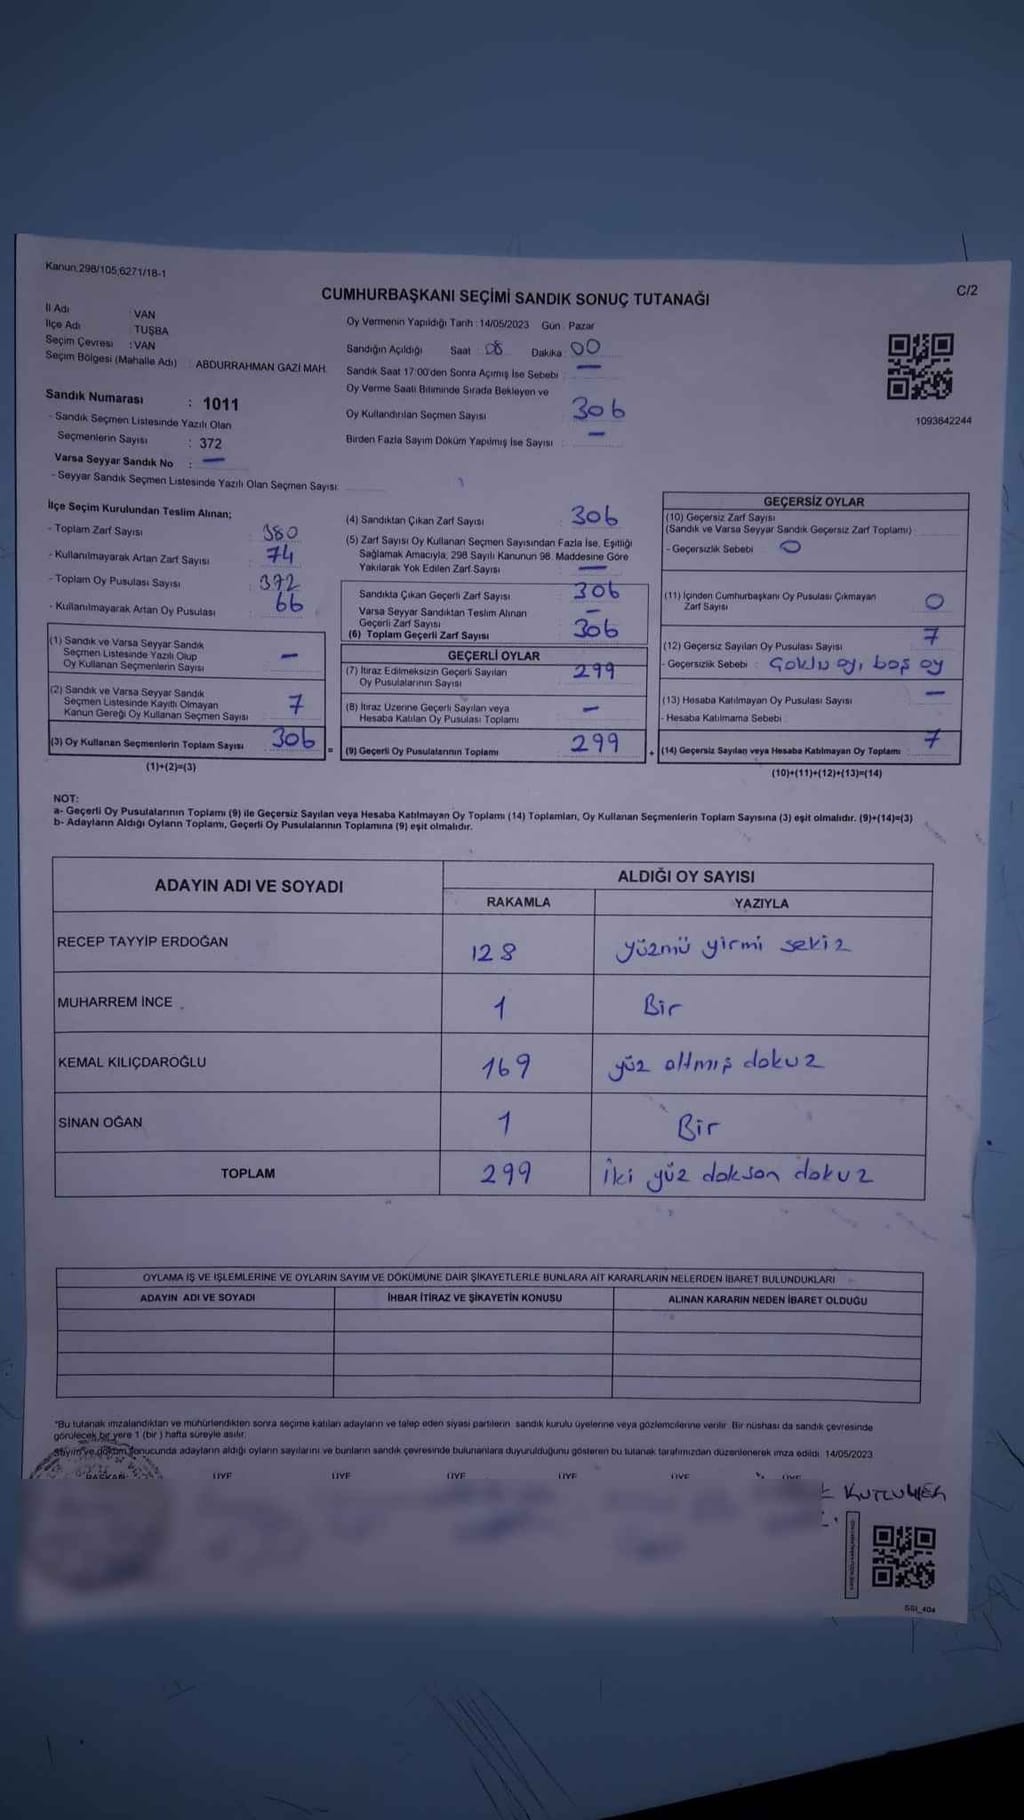 Kanun.298/105,6271/18-1
C/2
CUMHURBAŞKANI SEÇİMİ SANDIK SONUÇ TUTANAĞI
İl Adı : VAN
İlçe Adı : TUŞBA
Seçim Çevresi : VAN
Seçim Bölgesi (Mahalle Adı) : ABDURRAHMAN GAZİ MAH.
Sandık Numarası : 1011
- Sandık Seçmen Listesinde Yazılı Olan
Seçmenlerin Sayısı : 372
Varsa Seyyar Sandık No : —
- Seyyar Sandık Seçmen Listesinde Yazılı Olan Seçmen Sayısı:
Oy Vermenin Yapıldığı Tarih : 14/05/2023 Gün : Pazar
Sandığın Açıldığı Saat : 08 Dakika : 00
Sandık Saat 17:00'den Sonra Açımış İse Sebebi : —
Oy Verme Saati Bitiminde Sırada Bekleyen ve
Oy Kullandırılan Seçmen Sayısı : 306
Birden Fazla Sayım Döküm Yapılmış İse Sayısı : —
1093842244
İlçe Seçim Kurulundan Teslim Alınan;
- Toplam Zarf Sayısı : 380
- Kullanılmayarak Artan Zarf Sayısı : 74
- Toplam Oy Pusulası Sayısı : 372
- Kullanılmayarak Artan Oy Pusulası : 66
(1) Sandık ve Varsa Seyyar Sandık
Seçmen Listesinde Yazılı Olup
Oy Kullanan Seçmenlerin Sayısı —
(2) Sandık ve Varsa Seyyar Sandık
Seçmen Listesinde Kayıtlı Olmayan
Kanun Gereği Oy Kullanan Seçmen Sayısı 7
(3) Oy Kullanan Seçmenlerin Toplam Sayısı 306
(1)+(2)=(3)
(4) Sandıktan Çıkan Zarf Sayısı : 306
(5) Zarf Sayısı Oy Kullanan Seçmen Sayısından Fazla İse, Eşitliği
Sağlamak Amacıyla, 298 Sayılı Kanunun 98. Maddesine Göre
Yakılarak Yok Edilen Zarf Sayısı : —
Sandıkta Çıkan Geçerli Zarf Sayısı 306
Varsa Seyyar Sandıktan Teslim Alınan
Geçerli Zarf Sayısı —
(6) Toplam Geçerli Zarf Sayısı 306
GEÇERLİ OYLAR
(7) İtiraz Edilmeksizin Geçerli Sayılan
Oy Pusulalarının Sayısı 299
(8) İtiraz Üzerine Geçerli Sayılan veya
Hesaba Katılan Oy Pusulası Toplamı —
(9) Geçerli Oy Pusulalarının Toplamı 299
GEÇERSİZ OYLAR
(10) Geçersiz Zarf Sayısı
(Sandık ve Varsa Seyyar Sandık Geçersiz Zarf Toplamı) :
- Geçersizlik Sebebi : 0
(11) İçinden Cumhurbaşkanı Oy Pusulası Çıkmayan
Zarf Sayısı 0
(12) Geçersiz Sayılan Oy Pusulası Sayısı 7
- Geçersizlik Sebebi : Çoklu oy, boş oy
(13) Hesaba Katılmayan Oy Pusulası Sayısı —
- Hesaba Katılmama Sebebi
(14) Geçersiz Sayılan veya Hesaba Katılmayan Oy Toplamı 7
(10)+(11)+(12)+(13)=(14)
NOT:
a- Geçerli Oy Pusulalarının Toplamı (9) ile Geçersiz Sayılan veya Hesaba Katılmayan Oy Toplamı (14) Toplamları, Oy Kullanan Seçmenlerin Toplam Sayısına (3) eşit olmalıdır. (9)+(14)=(3)
b- Adayların Aldığı Oyların Toplamı, Geçerli Oy Pusulalarının Toplamına (9) eşit olmalıdır.
ADAYIN ADI VE SOYADI
ALDIĞI OY SAYISI
RAKAMLA YAZIYLA
RECEP TAYYİP ERDOĞAN 128 yüzmü yirmi sekiz
MUHARREM İNCE 1 Bir
KEMAL KILIÇDAROĞLU 169 yüz altmış dokuz
SİNAN OĞAN 1 Bir
TOPLAM 299 iki yüz dokson dokuz
OYLAMA İŞ VE İŞLEMLERİNE VE OYLARIN SAYIM VE DÖKÜMÜNE DAİR ŞİKAYETLERLE BUNLARA AİT KARARLARIN NELERDEN İBARET BULUNDUKLARI
ADAYIN ADI VE SOYADI İHBAR İTİRAZ VE ŞİKAYETİN KONUSU ALINAN KARARIN NEDEN İBARET OLDUĞU
*Bu tutanak imzalandıktan ve mühürlendikten sonra seçime katılan adayların ve talep eden siyasi partilerin sandık kurulu üyelerine veya gözlemcilerine verilir. Bir nüshası da sandık çevresinde
görülecek bir yere 1 (bir) hafta süreyle asılır.
Sayım ve döküm sonucunda adayların aldığı oyların sayılarını ve bunların sandık çevresinde bulunanlara duyurulduğunu gösteren bu tutanak tarafımızdan düzenlenerek imza edildi. 14/05/2023
BAŞKAN ÜYE ÜYE ÜYE ÜYE ÜYE ÜYE